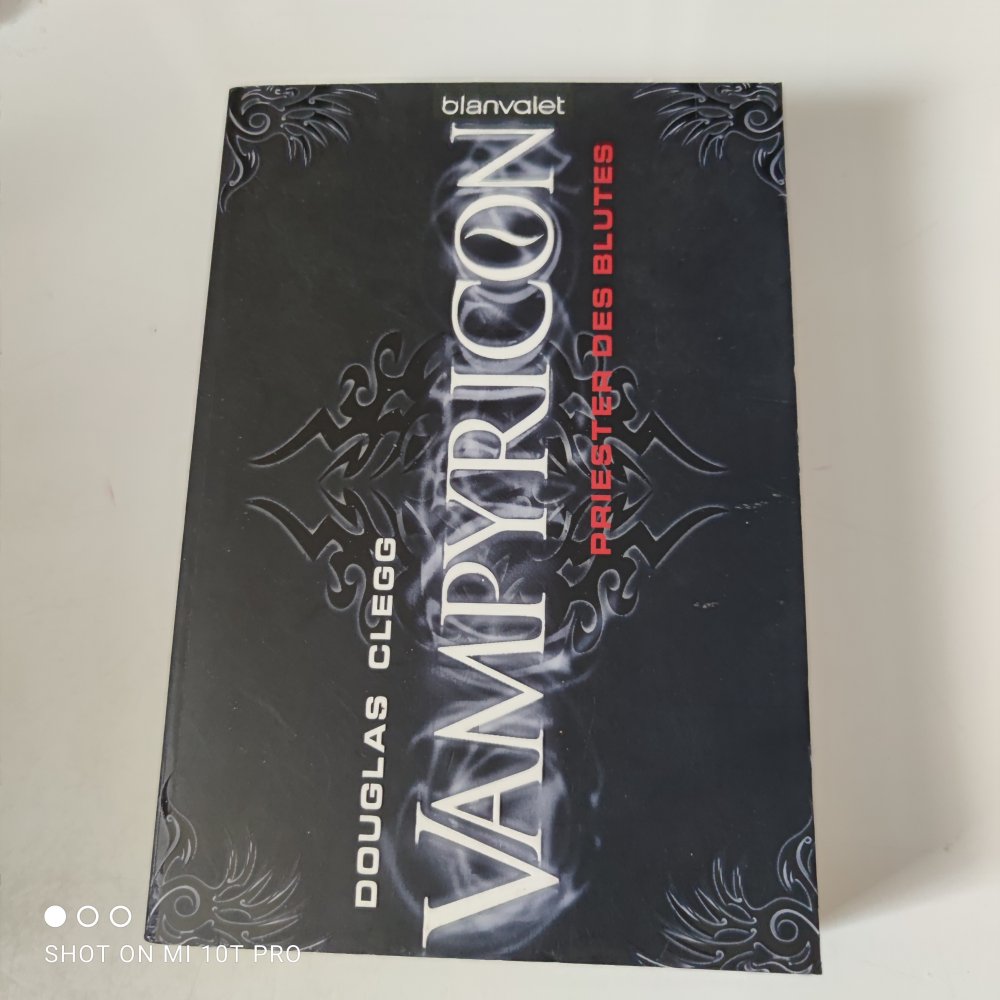 blanvalet
DOUGLAS CLEGG
VAMPYRICON
PRIESTER DES BLUTES
SHOT ON MI 10T PRO